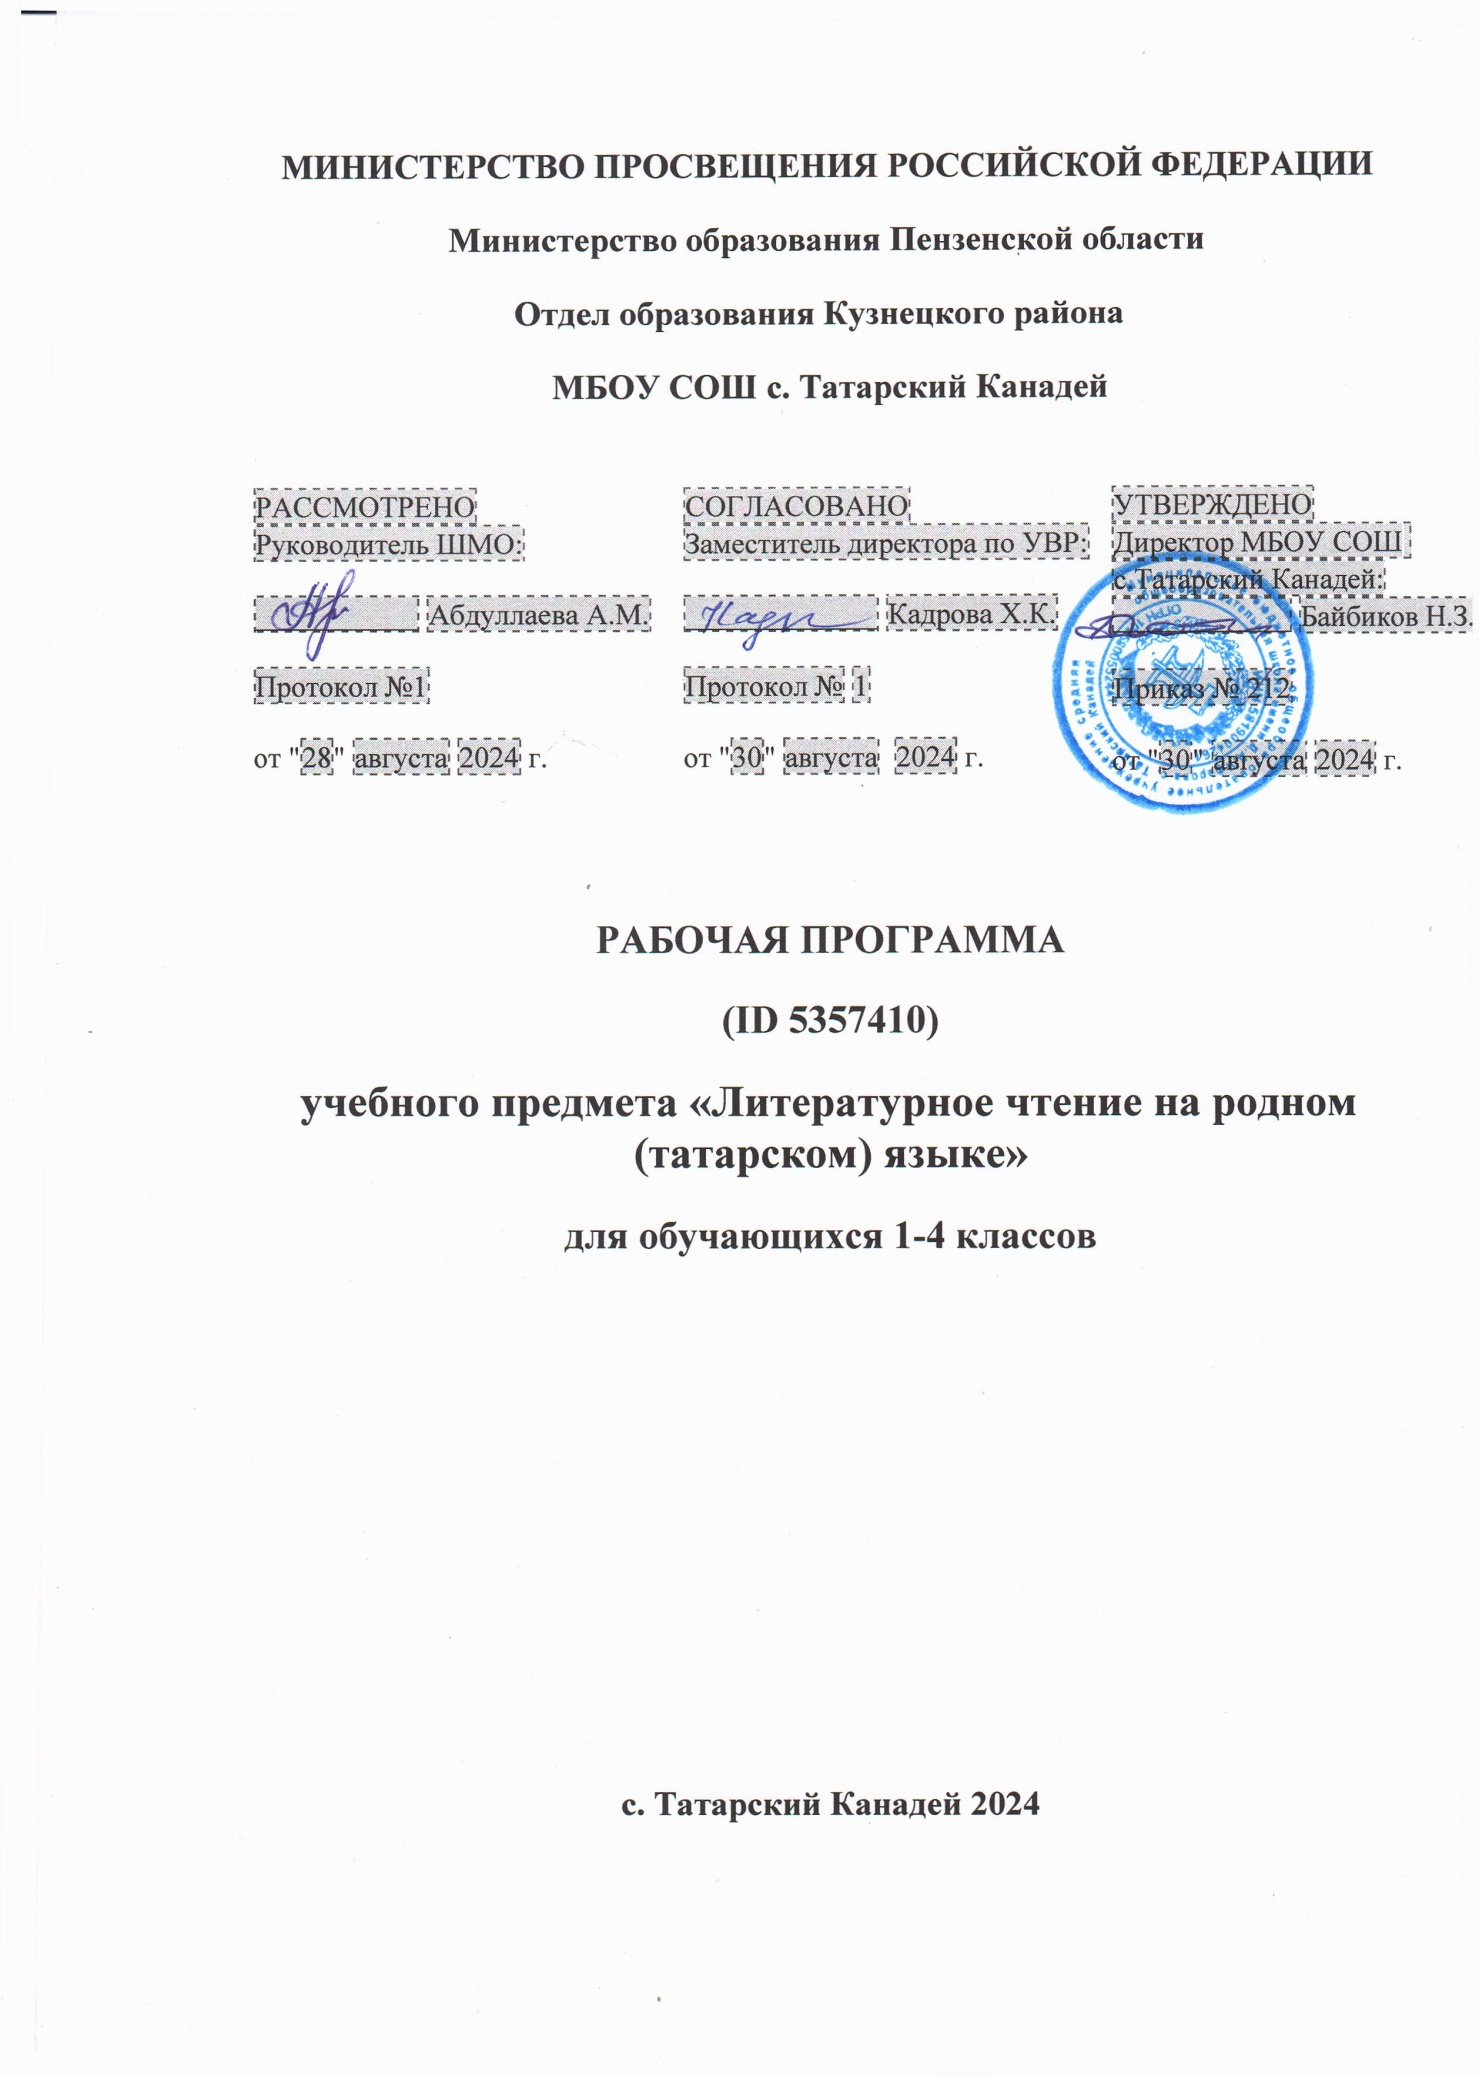 МИНИСТЕРСТВО ПРОСВЕЩЕНИЯ РОССИЙСКОЙ ФЕДЕРАЦИИ
Министерство образования Пензенской области
Отдел образования Кузнецкого района
МБОУ СОШ с. Татарский Канадей
РАССМОТРЕНО
Руководитель ШМО:
Абдуллаева А.М.
Протокол №1
от "28" августа 2024 г.
СОГЛАСОВАНО
Заместитель директора по УВР:
Кадрова Х.К.
Протокол № 1
от "30" августа 2024 г.
УТВЕРЖДЕНО
Директор МБОУ СОШ
с.Татарский Канадей:
Байбиков Н.З.
Приказ № 212
от "30" августа 2024 г.
РАБОЧАЯ ПРОГРАММА
(ID 5357410)
учебного предмета «Литературное чтение на родном
(татарском) языке»
для обучающихся 1-4 классов
с. Татарский Канадей 2024